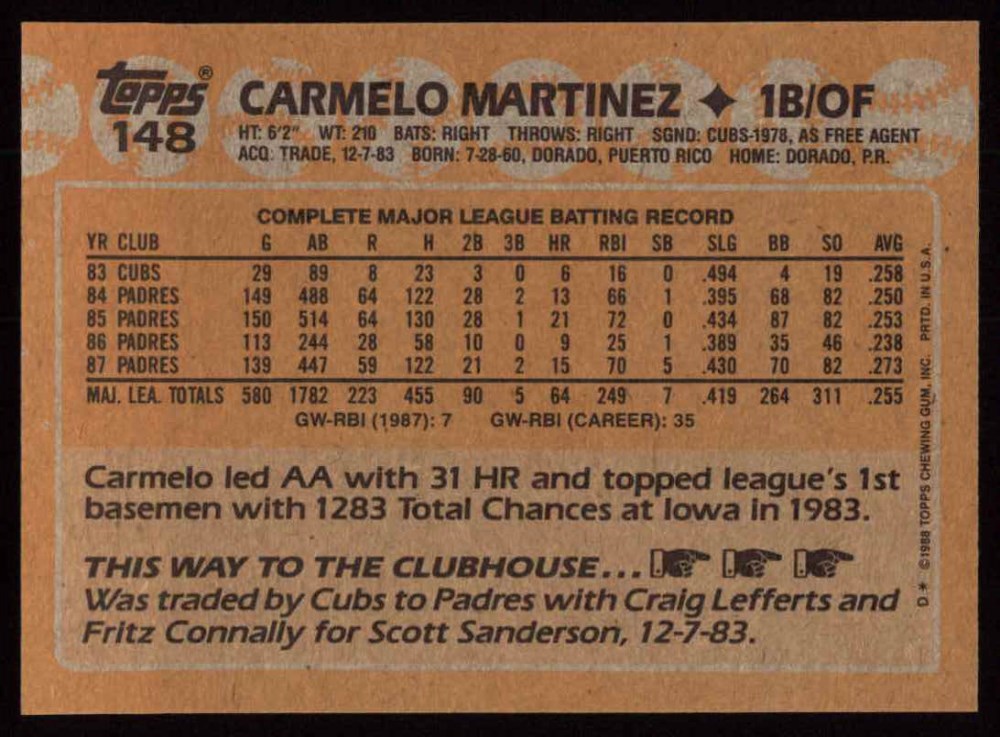 topps® CARMELO MARTINEZ ✦ 1B/OF
148 HT: 6'2" WT: 210 BATS: RIGHT THROWS: RIGHT SGND: CUBS-1978, AS FREE AGENT
ACQ: TRADE, 12-7-83 BORN: 7-28-60, DORADO, PUERTO RICO HOME: DORADO, P.R.
COMPLETE MAJOR LEAGUE BATTING RECORD
YR CLUB G AB R H 2B 3B HR RBI SB SLG BB SO AVG
83 CUBS 29 89 8 23 3 0 6 16 0 .494 4 19 .258
84 PADRES 149 488 64 122 28 2 13 66 1 .395 68 82 .250
85 PADRES 150 514 64 130 28 1 21 72 0 .434 87 82 .253
86 PADRES 113 244 28 58 10 0 9 25 1 .389 35 46 .238
87 PADRES 139 447 59 122 21 2 15 70 5 .430 70 82 .273
MAJ. LEA. TOTALS 580 1782 223 455 90 5 64 249 7 .419 264 311 .255
GW-RBI (1987): 7 GW-RBI (CAREER): 35
Carmelo led AA with 31 HR and topped league's 1st
basemen with 1283 Total Chances at Iowa in 1983.
THIS WAY TO THE CLUBHOUSE...
Was traded by Cubs to Padres with Craig Lefferts and
Fritz Connally for Scott Sanderson, 12-7-83.
D* ©1988 TOPPS CHEWING GUM, INC. PRTD. IN U.S.A.